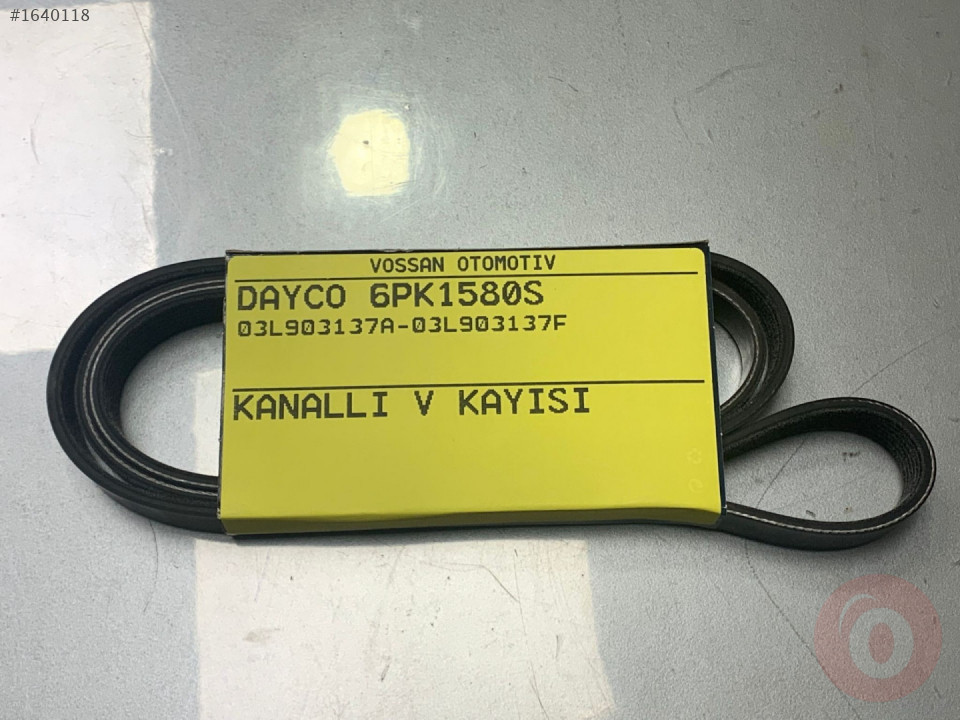 #1640118
VOSSAN OTOMOTIV
DAYCO 6PK1580S
03L903137A-03L903137F
KANALLI V KAYISI
o